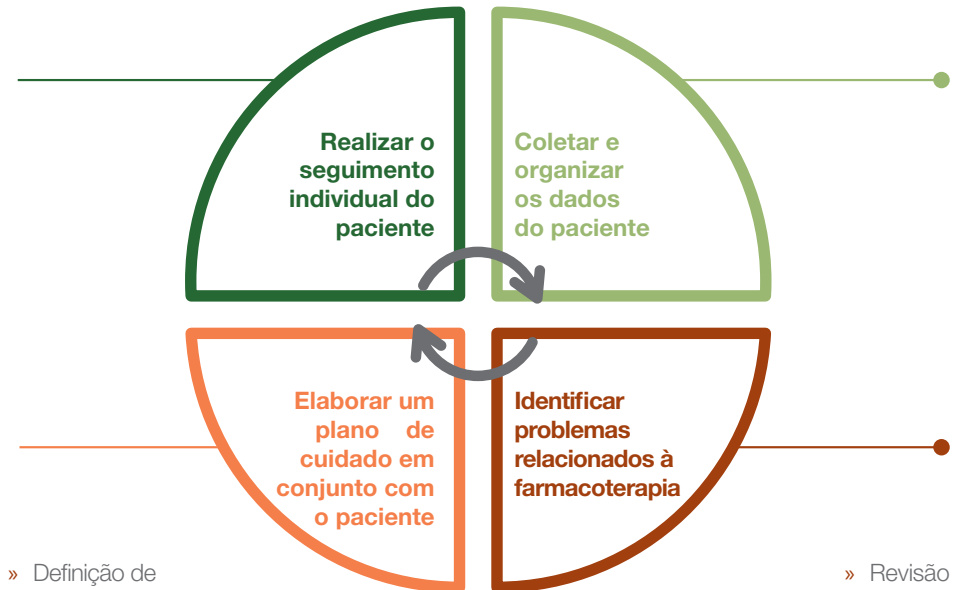 Realizar o
seguimento
individual do
paciente
Coletar e
organizar
os dados
do paciente
Elaborar um
plano de
cuidado em
conjunto com
o paciente
Identificar
problemas
relacionados à
farmacoterapia
» Definição de
» Revisão